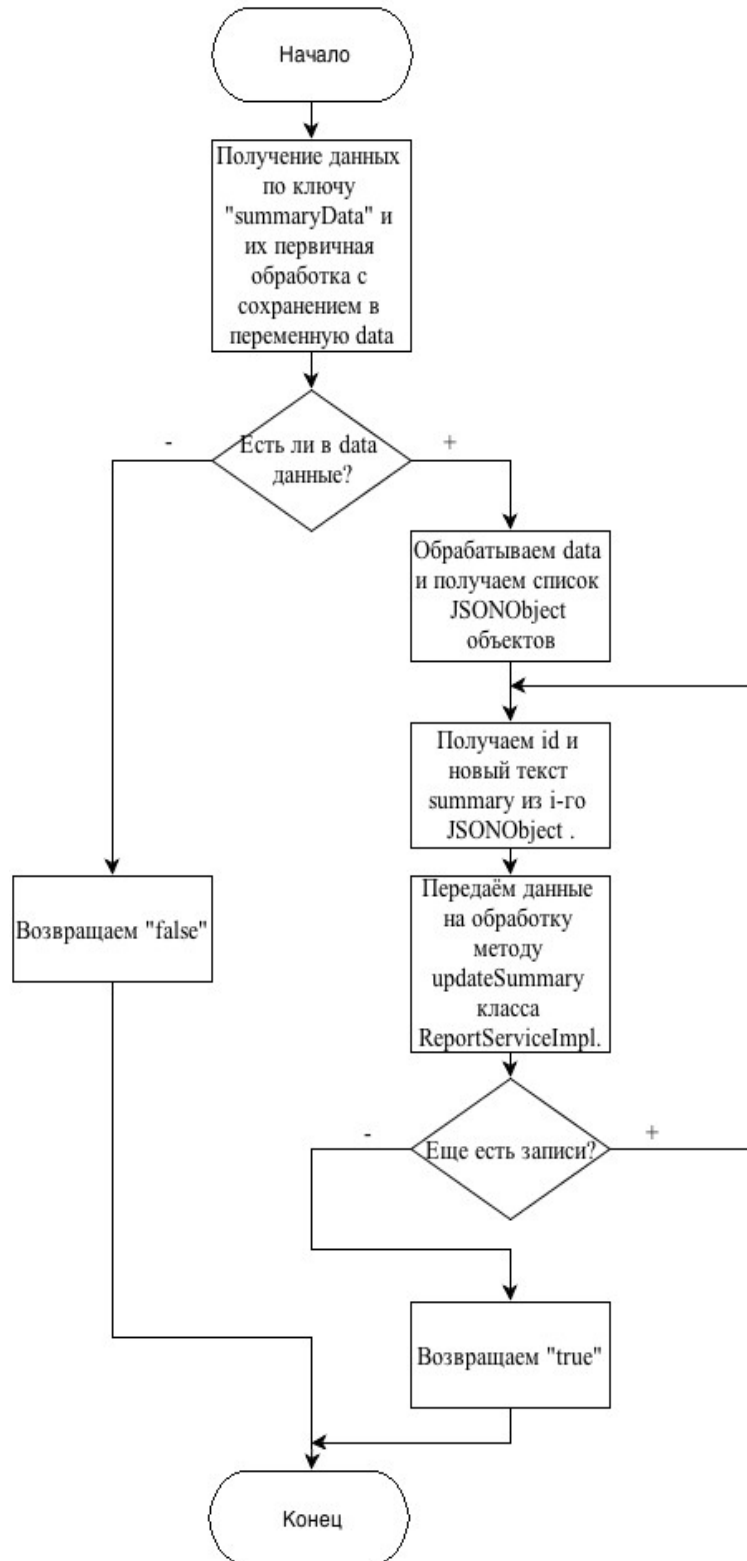 Начало
Получение данных
по ключу
"summaryData" и
их первичная
обработка с
сохранением в
переменную data
-
Есть ли в data
данные?
+
Обрабатываем data
и получаем список
JSONObject
объектов
Получаем id и
новый текст
summary из i-го
JSONObject .
Возвращаем "false"
Передаём данные
на обработку
методу
updateSummary
класса
ReportServiceImpl.
-
Еще есть записи?
+
Возвращаем "true"
Конец